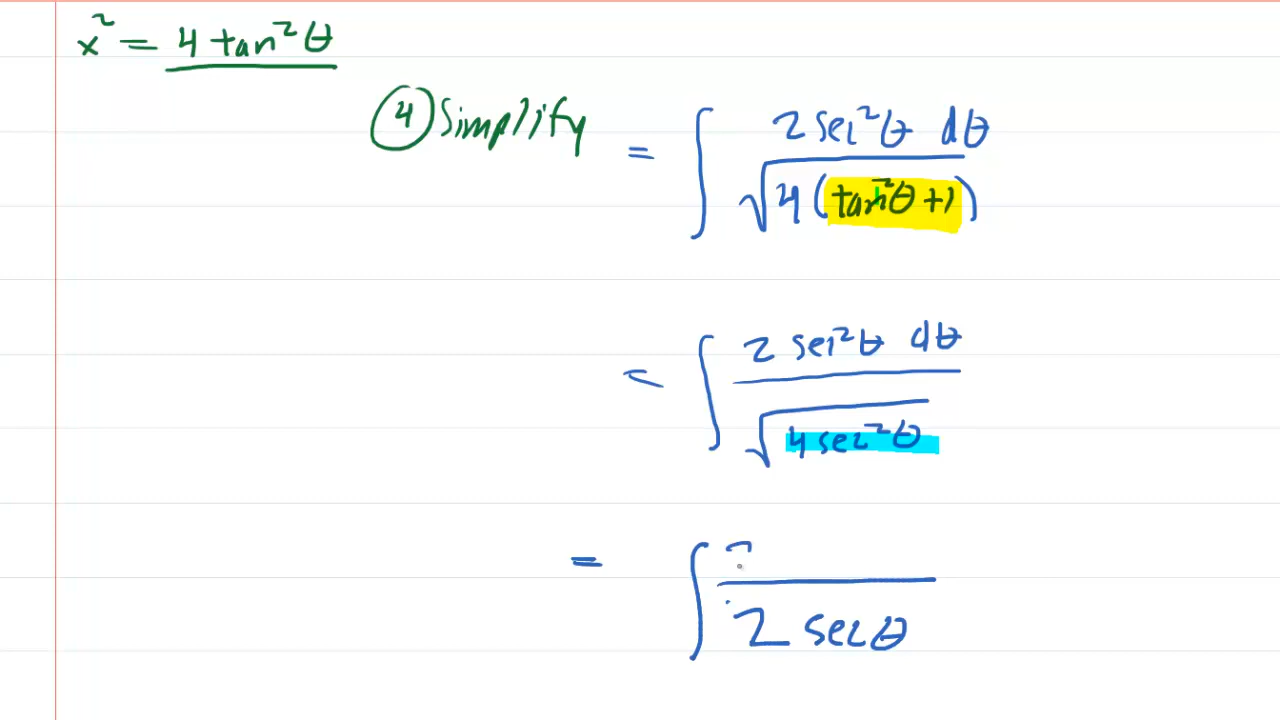 x² = 4 tan²θ
④ Simplify = ∫ 2 sec²θ dθ / √(4(tan²θ+1))
= ∫ 2 sec²θ dθ / √(4 sec²θ)
= ∫ / 2 secθ